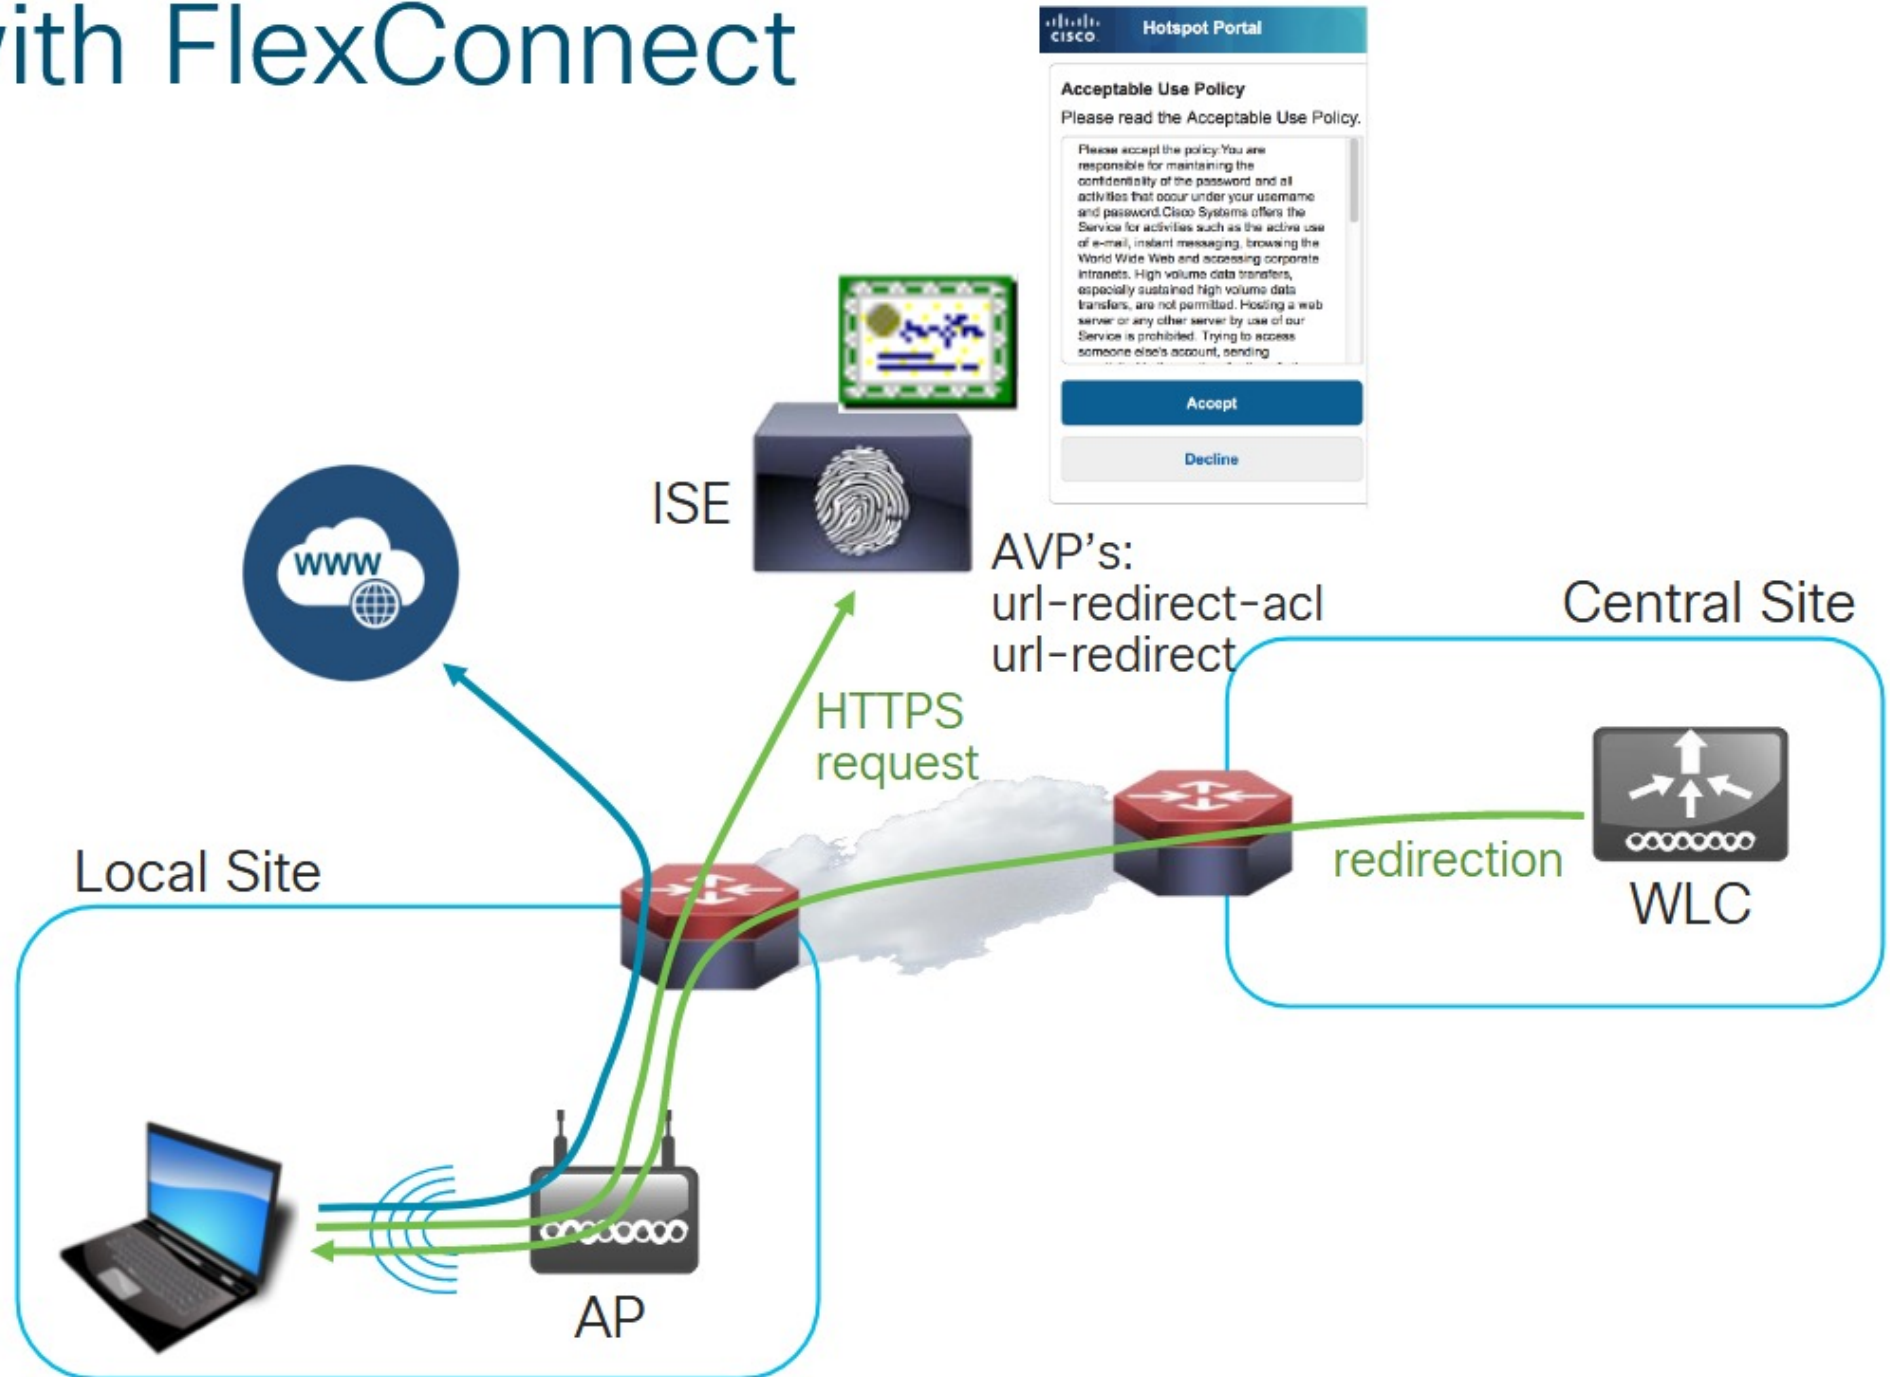 with FlexConnect
CISCO
Hotspot Portal
Acceptable Use Policy
Please read the Acceptable Use Policy.
Please accept the policy:You are
responsible for maintaining the
confidentiality of the password and all
activities that occur under your username
and password.Cisco Systems offers the
Service for activities such as the active use
of e-mail, instant messaging, browsing the
World Wide Web and accessing corporate
intranets. High volume data transfers,
especially sustained high volume data
transfers, are not permitted. Hosting a web
server or any other server by use of our
Service is prohibited. Trying to access
someone else's account, sending
Accept
Decline
ISE
www
AVP's:
url-redirect-acl
url-redirect
Central Site
HTTPS
request
Local Site
redirection
WLC
AP